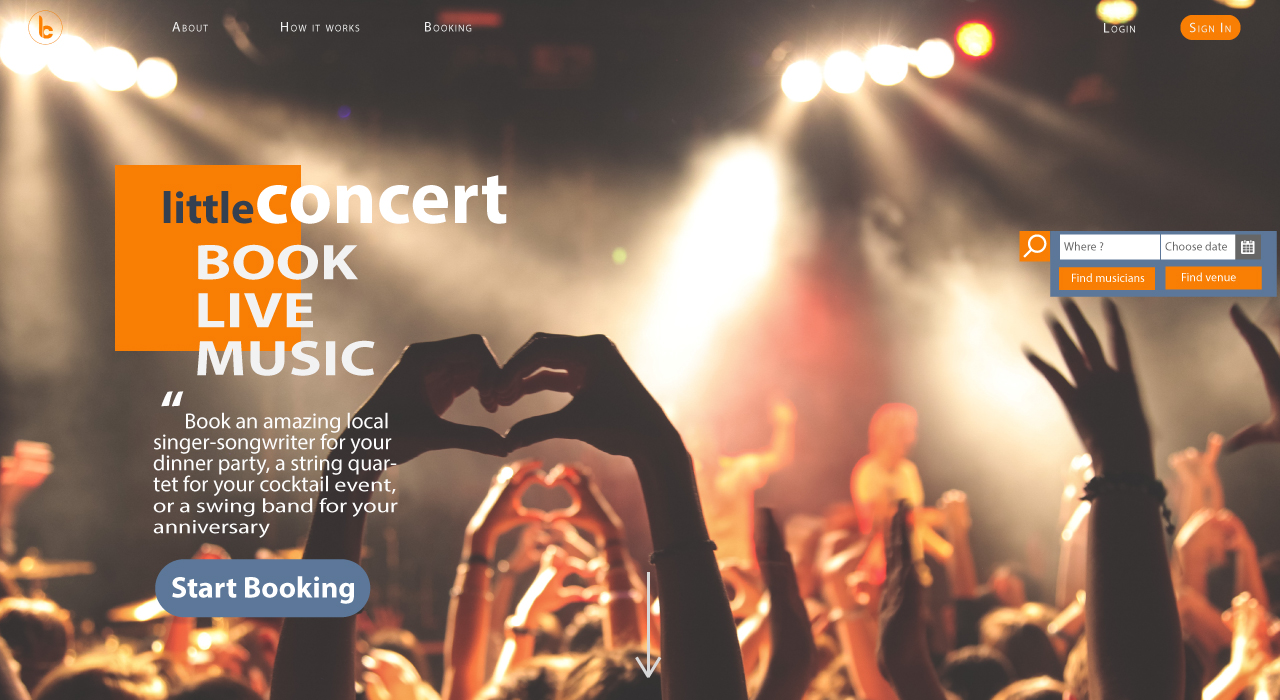 About How it works Booking Login Sign In
littleconcert
BOOK
LIVE
MUSIC
“
Book an amazing local
singer-songwriter for your
dinner party, a string quar-
tet for your cocktail event,
or a swing band for your
anniversary
Start Booking
Where ? Choose date
Find musicians Find venue